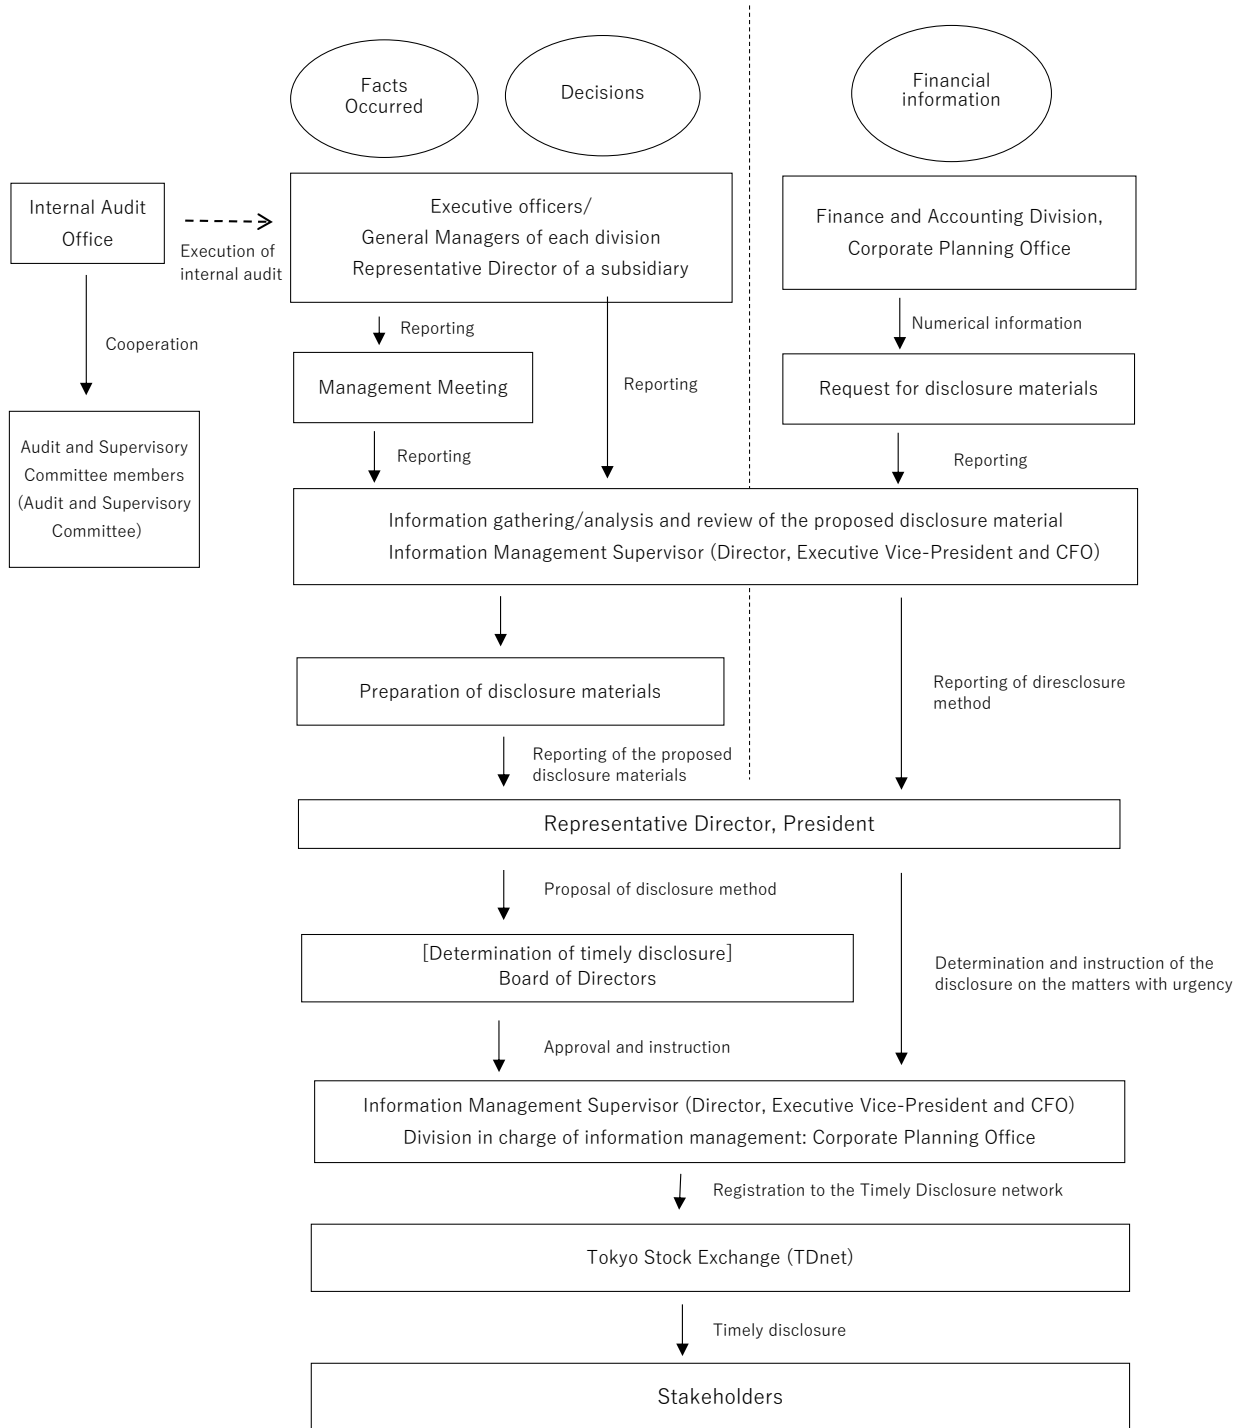 Facts
Occurred
Decisions
Financial
information
Internal Audit
Office
Execution of
internal audit
Executive officers/
General Managers of each division
Representative Director of a subsidiary
Finance and Accounting Division,
Corporate Planning Office
Cooperation
Reporting
Numerical information
Management Meeting
Reporting
Request for disclosure materials
Audit and Supervisory
Committee members
(Audit and Supervisory
Committee)
Reporting
Reporting
Information gathering/analysis and review of the proposed disclosure material
Information Management Supervisor (Director, Executive Vice-President and CFO)
Preparation of disclosure materials
Reporting of diresclosure
method
Reporting of the proposed
disclosure materials
Representative Director, President
Proposal of disclosure method
[Determination of timely disclosure]
Board of Directors
Determination and instruction of the
disclosure on the matters with urgency
Approval and instruction
Information Management Supervisor (Director, Executive Vice-President and CFO)
Division in charge of information management: Corporate Planning Office
Registration to the Timely Disclosure network
Tokyo Stock Exchange (TDnet)
Timely disclosure
Stakeholders